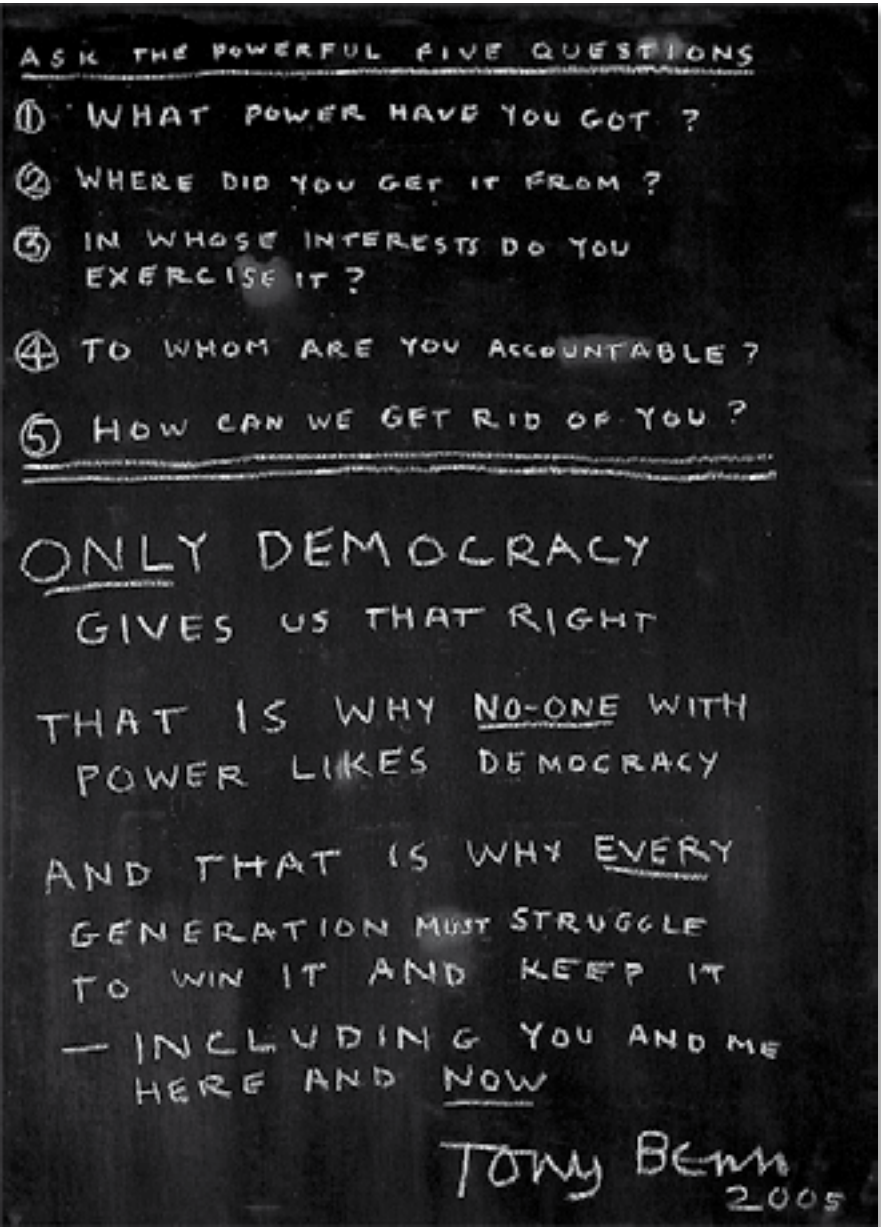 ASK THE POWERFUL FIVE QUESTIONS
① WHAT POWER HAVE YOU GOT ?
② WHERE DID YOU GET IT FROM ?
③ IN WHOSE INTERESTS DO YOU
EXERCISE IT ?
④ TO WHOM ARE YOU ACCOUNTABLE ?
⑤ HOW CAN WE GET RID OF YOU ?
ONLY DEMOCRACY
GIVES US THAT RIGHT
THAT IS WHY NO-ONE WITH
POWER LIKES DEMOCRACY
AND THAT IS WHY EVERY
GENERATION MUST STRUGGLE
TO WIN IT AND KEEP IT
— INCLUDING YOU AND ME
HERE AND NOW
Tony Benn
2005